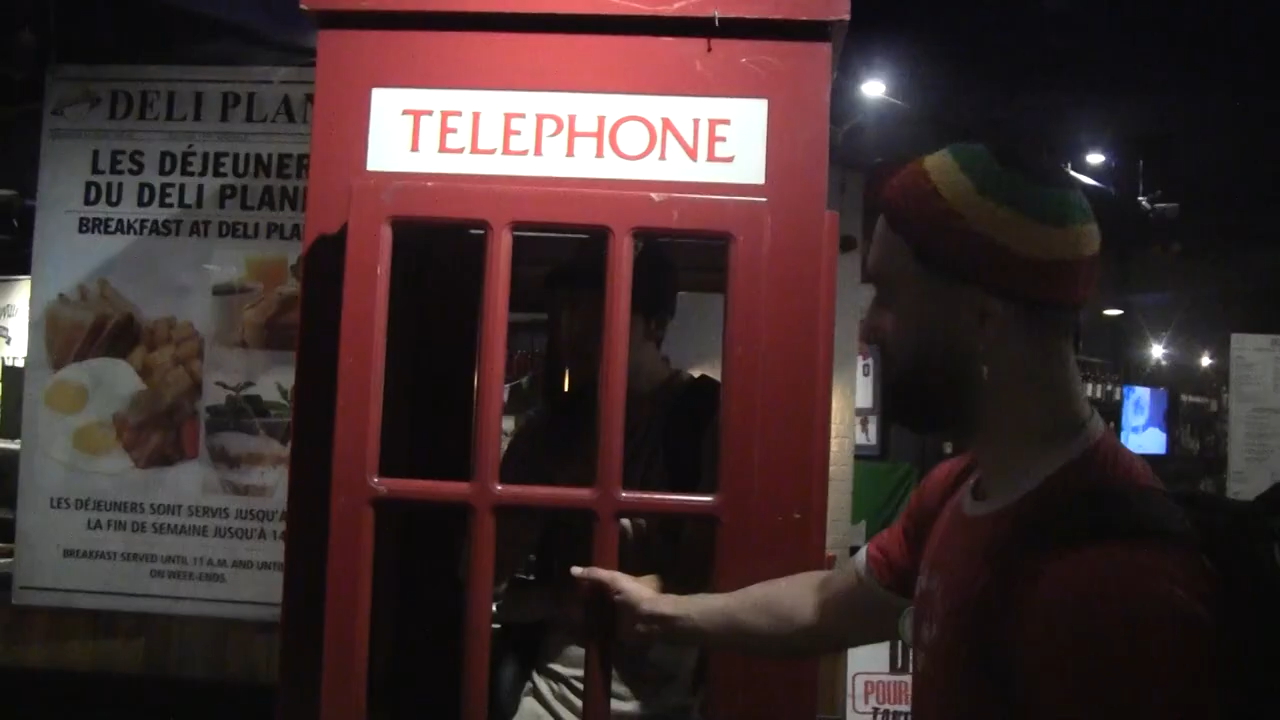 DELI PLAN
LES DÉJEUNER
DU DELI PLAN
BREAKFAST AT DELI PLA
LES DÉJEUNERS SONT SERVIS JUSQU'À
LA FIN DE SEMAINE JUSQU'À 14
BREAKFAST SERVED UNTIL 11 A.M. AND UNTIL
ON WEEK-ENDS.
TELEPHONE
POUR